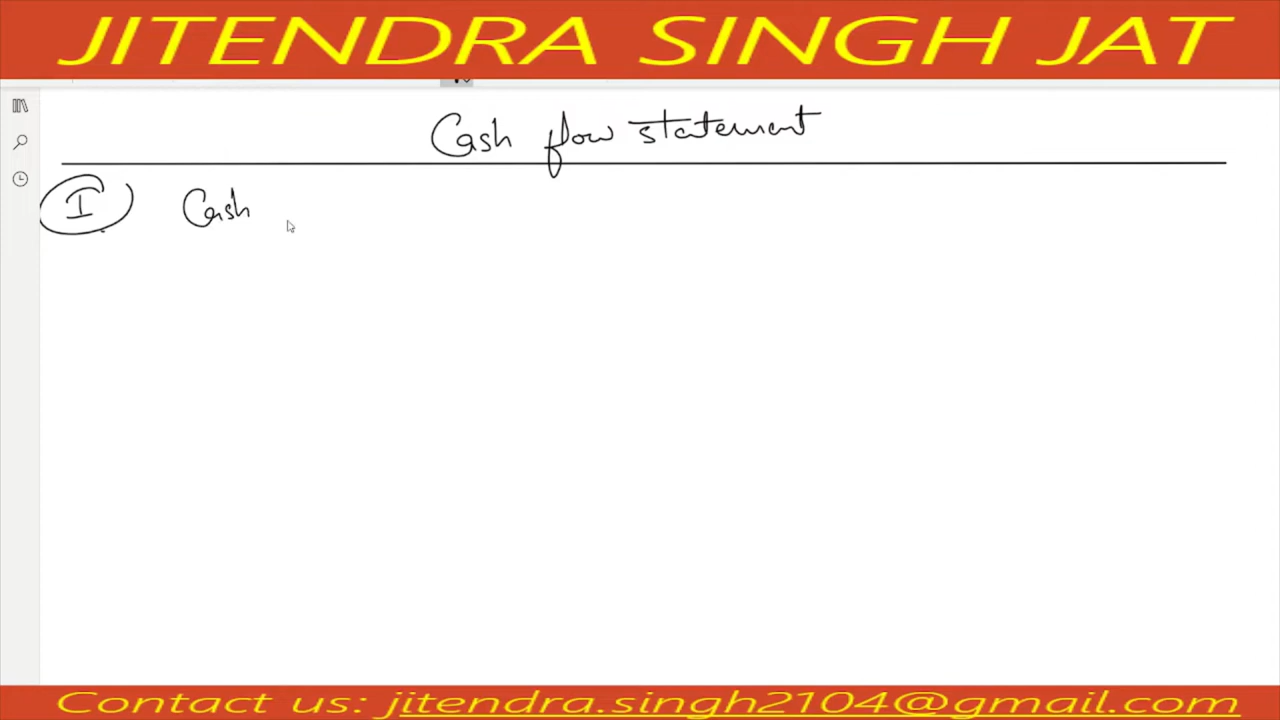 JITENDRA SINGH JAT
Cash flow statement
I Cash
Contact us: jitendra.singh2104@gmail.com